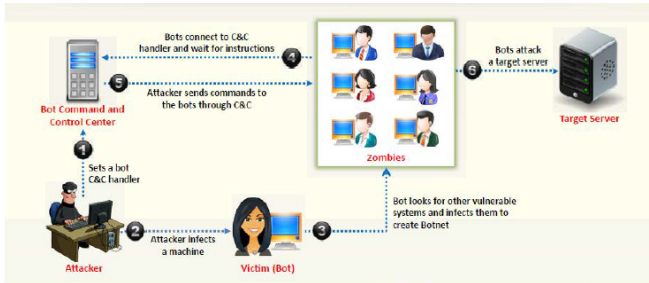 Bots connect to C&C
handler and wait for instructions
4
5
Attacker sends commands to
the bots through C&C
Bot Command and
Control Center
1
Sets a bot
C&C handler
Attacker
2
Attacker infects
a machine
Victim (Bot)
3
Bot looks for other vulnerable
systems and infects them to
create Botnet
Zombies
6
Bots attack
a target server
Target Server